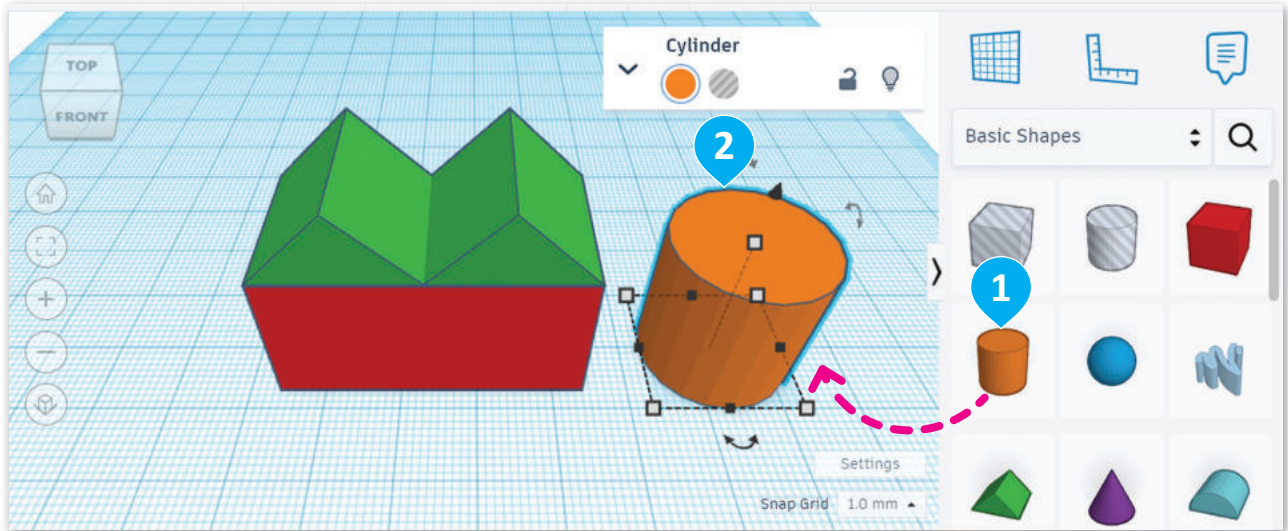 TOP
FRONT
Cylinder
2
Basic Shapes
1
Settings
Snap Grid 1.0 mm